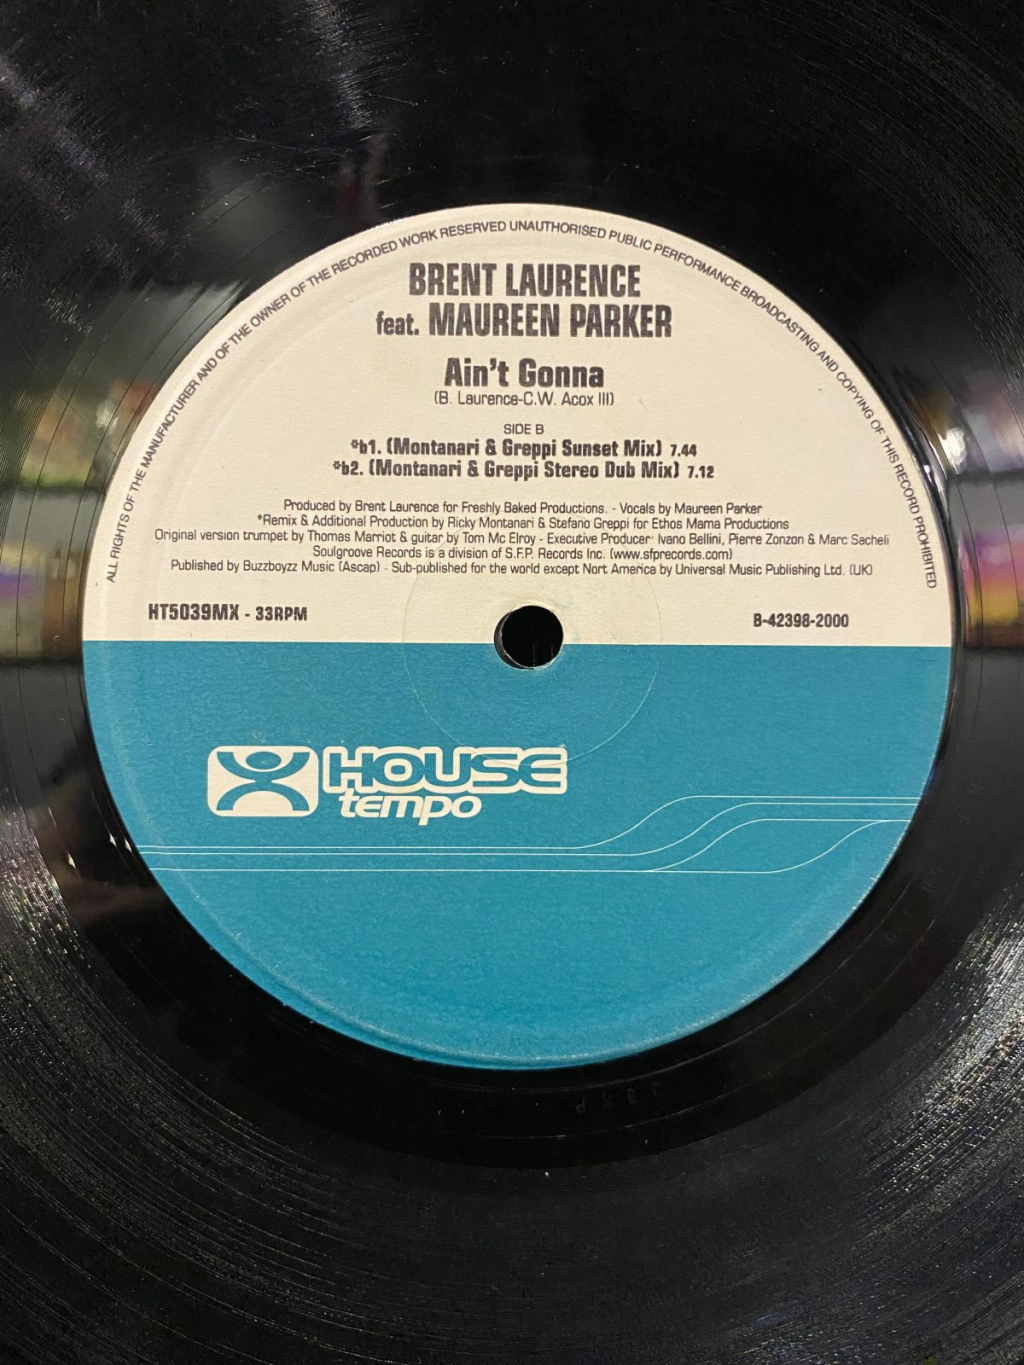 ALL RIGHTS OF THE MANUFACTURER AND OF THE OWNER OF THE RECORDED WORK RESERVED UNAUTHORISED PUBLIC PERFORMANCE BROADCASTING AND COPYING OF THIS RECORD PROHIBITED
BRENT LAURENCE
feat. MAUREEN PARKER
Ain't Gonna
(B. Laurence-C.W. Acox III)
SIDE B
*b1. (Montanari & Greppi Sunset Mix) 7.44
*b2. (Montanari & Greppi Stereo Dub Mix) 7.12
Produced by Brent Laurence for Freshly Baked Productions. - Vocals by Maureen Parker
*Remix & Additional Production by Ricky Montanari & Stefano Greppi for Ethos Mama Productions
Original version trumpet by Thomas Marriot & guitar by Tom Mc Elroy - Executive Producer: Ivano Bellini, Pierre Zonzon & Marc Sacheli
Soulgroove Records is a division of S.F.P. Records Inc. (www.sfprecords.com)
Published by Buzzboyzz Music (Ascap) - Sub-published for the world except Nort America by Universal Music Publishing Ltd. (UK)
HT5039MX - 33RPM
B-42398-2000
HOUSE
tempo